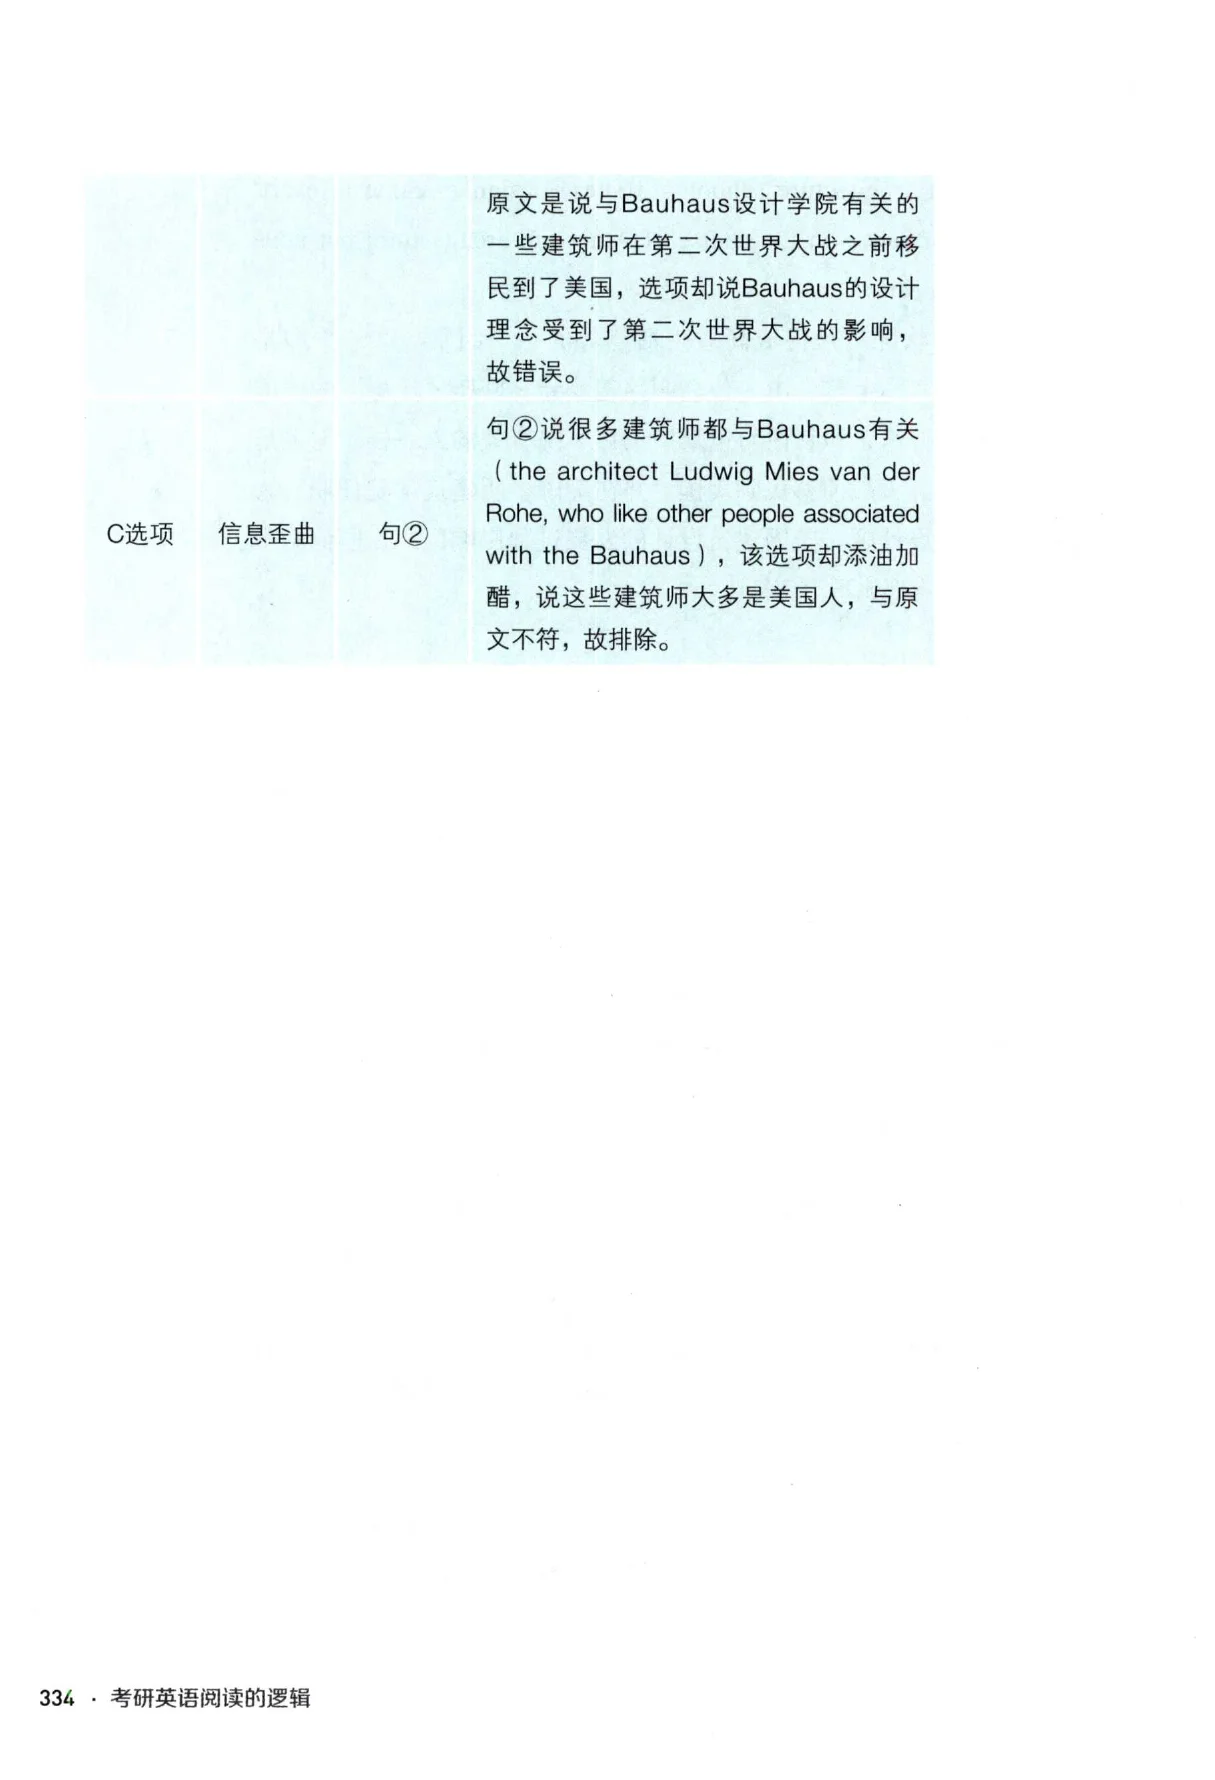 原文是说与Bauhaus设计学院有关的
一些建筑师在第二次世界大战之前移
民到了美国，选项却说Bauhaus的设计
理念受到了第二次世界大战的影响，
故错误。
句②说很多建筑师都与Bauhaus有关
（the architect Ludwig Mies van der
Rohe, who like other people associated
C选项 信息歪曲 句②
with the Bauhaus），该选项却添油加
醋，说这些建筑师大多是美国人，与原
文不符，故排除。
334 · 考研英语阅读的逻辑